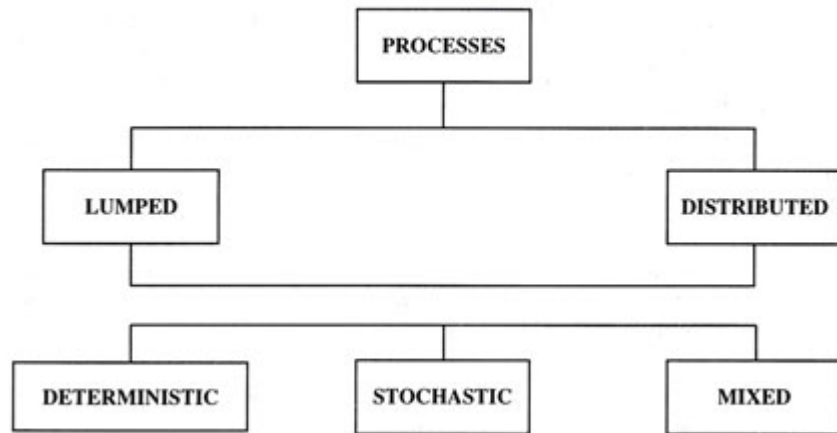 PROCESSES
LUMPED
DISTRIBUTED
DETERMINISTIC
STOCHASTIC
MIXED